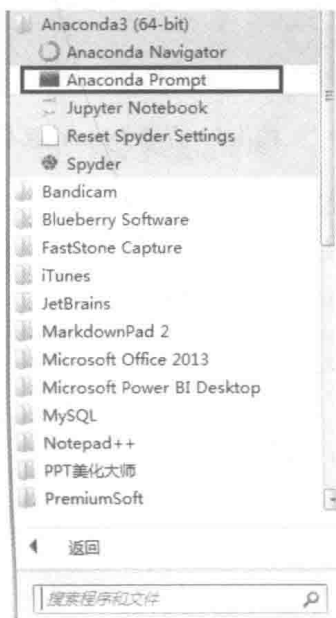 Anaconda3 (64-bit)
Anaconda Navigator
Anaconda Prompt
Jupyter Notebook
Reset Spyder Settings
Spyder
Bandicam
Blueberry Software
FastStone Capture
iTunes
JetBrains
MarkdownPad 2
Microsoft Office 2013
Microsoft Power BI Desktop
MySQL
Notepad++
PPT美化大师
PremiumSoft
返回
搜索程序和文件